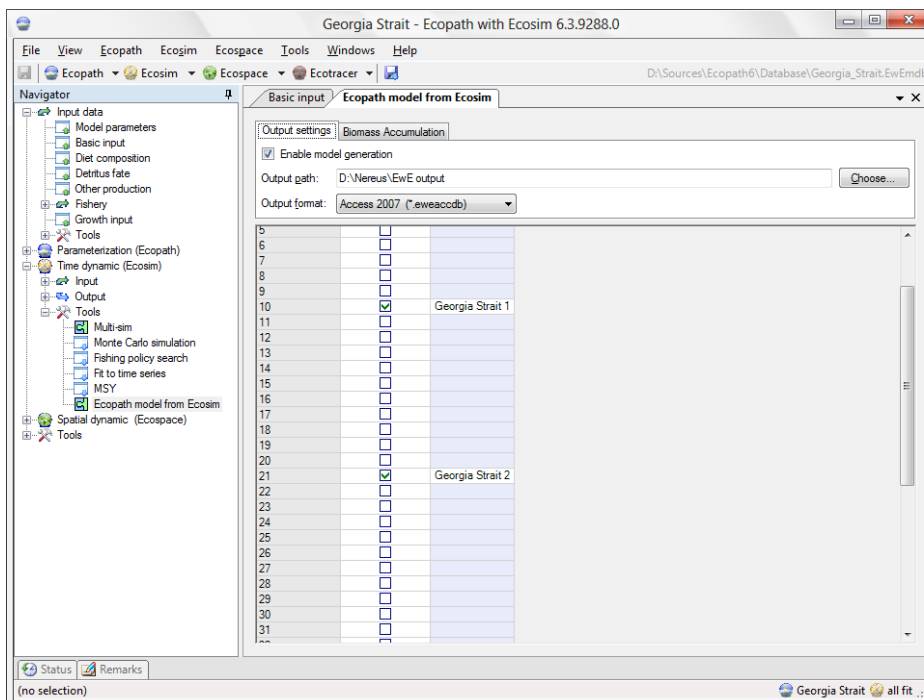 Georgia Strait - Ecopath with Ecosim 6.3.9288.0
File View Ecopath Ecosim Ecospace Tools Windows Help
Ecopath Ecosim Ecospace Ecotracer D:\Sources\Ecopath6\Database\Georgia_Strait.EwEmdb
Navigator
Input data
Model parameters
Basic input
Diet composition
Detritus fate
Other production
Fishery
Growth input
Tools
Parameterization (Ecopath)
Time dynamic (Ecosim)
Input
Output
Tools
Multi-sim
Monte Carlo simulation
Fishing policy search
Fit to time series
MSY
Ecopath model from Ecosim
Spatial dynamic (Ecospace)
Tools
Basic input Ecopath model from Ecosim
Output settings Biomass Accumulation
Enable model generation
Output path: D:\Nereus\EwE output Choose...
Output format: Access 2007 (*.eweaccdb)
5
6
7
8
9
10 Georgia Strait 1
11
12
13
14
15
16
17
18
19
20
21 Georgia Strait 2
22
23
24
25
26
27
28
29
30
31
Status Remarks
(no selection) Georgia Strait all fit